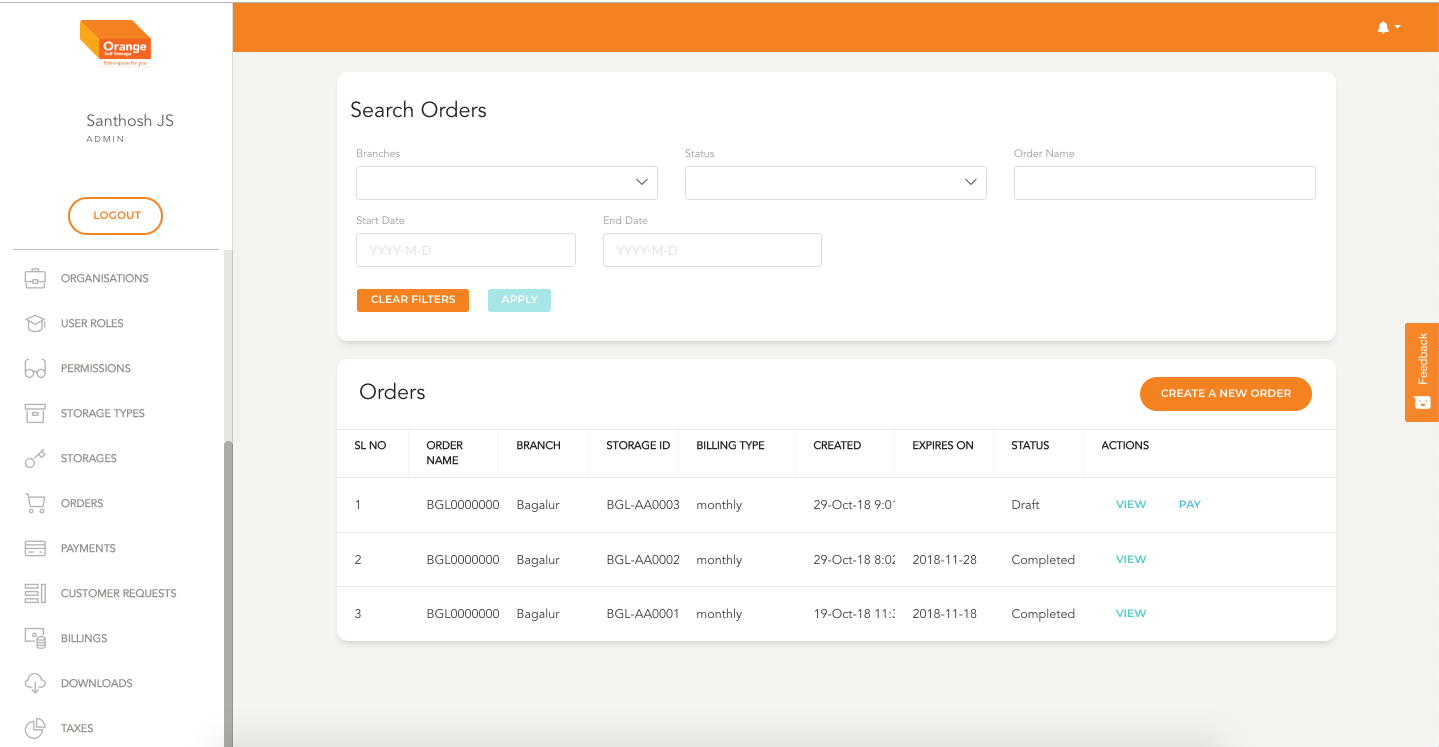 Orange
Self Storage
Extra space for you
Santhosh JS
ADMIN
LOGOUT
ORGANISATIONS
USER ROLES
PERMISSIONS
STORAGE TYPES
STORAGES
ORDERS
PAYMENTS
CUSTOMER REQUESTS
BILLINGS
DOWNLOADS
TAXES
Search Orders
Branches Status Order Name
Start Date End Date
YYYY-M-D YYYY-M-D
CLEAR FILTERS APPLY
Feedback
Orders CREATE A NEW ORDER
SL NO ORDER NAME BRANCH STORAGE ID BILLING TYPE CREATED EXPIRES ON STATUS ACTIONS
1 BGL0000000 Bagalur BGL-AA0003 monthly 29-Oct-18 9:01 Draft VIEW PAY
2 BGL0000000 Bagalur BGL-AA0002 monthly 29-Oct-18 8:02 2018-11-28 Completed VIEW
3 BGL0000000 Bagalur BGL-AA0001 monthly 19-Oct-18 11:3 2018-11-18 Completed VIEW